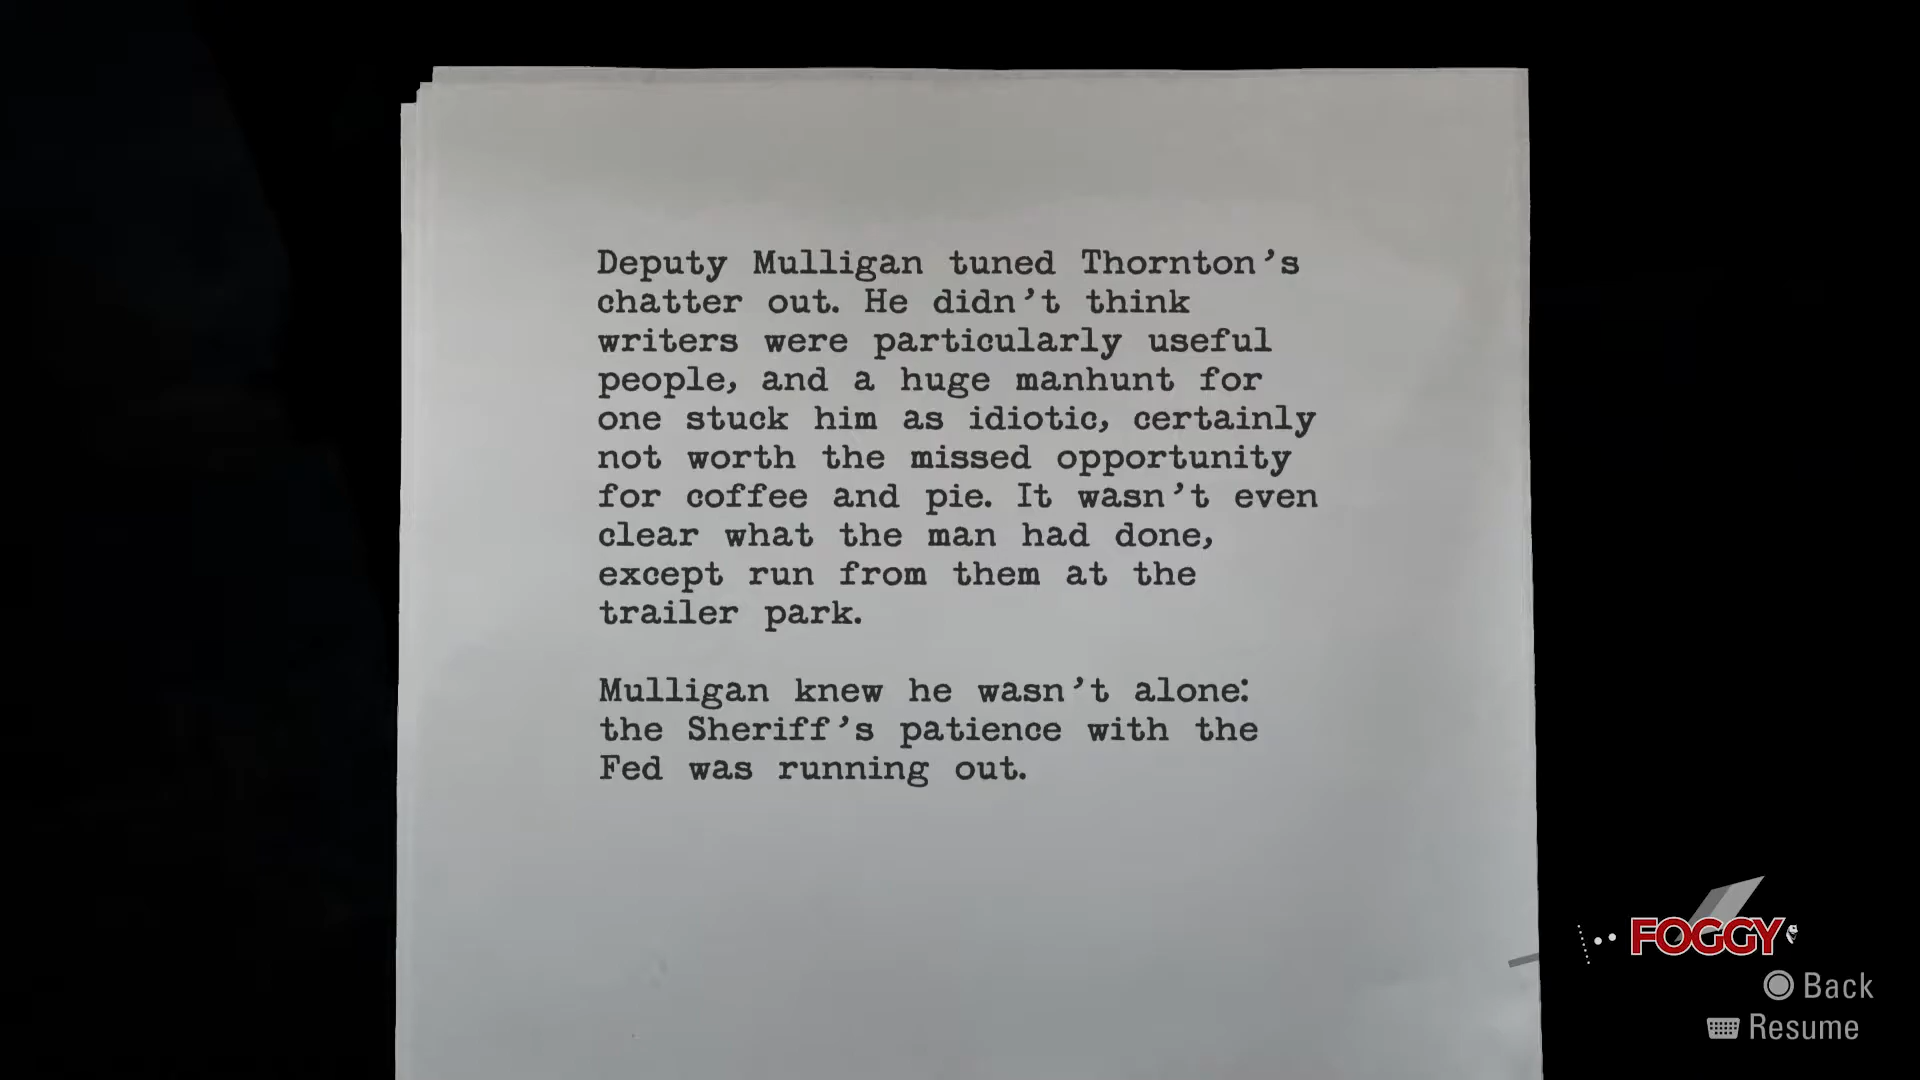 Deputy Mulligan tuned Thornton’s
chatter out. He didn’t think
writers were particularly useful
people, and a huge manhunt for
one stuck him as idiotic, certainly
not worth the missed opportunity
for coffee and pie. It wasn’t even
clear what the man had done,
except run from them at the
trailer park.
Mulligan knew he wasn’t alone:
the Sheriff’s patience with the
Fed was running out.
FOGGY
Back
Resume